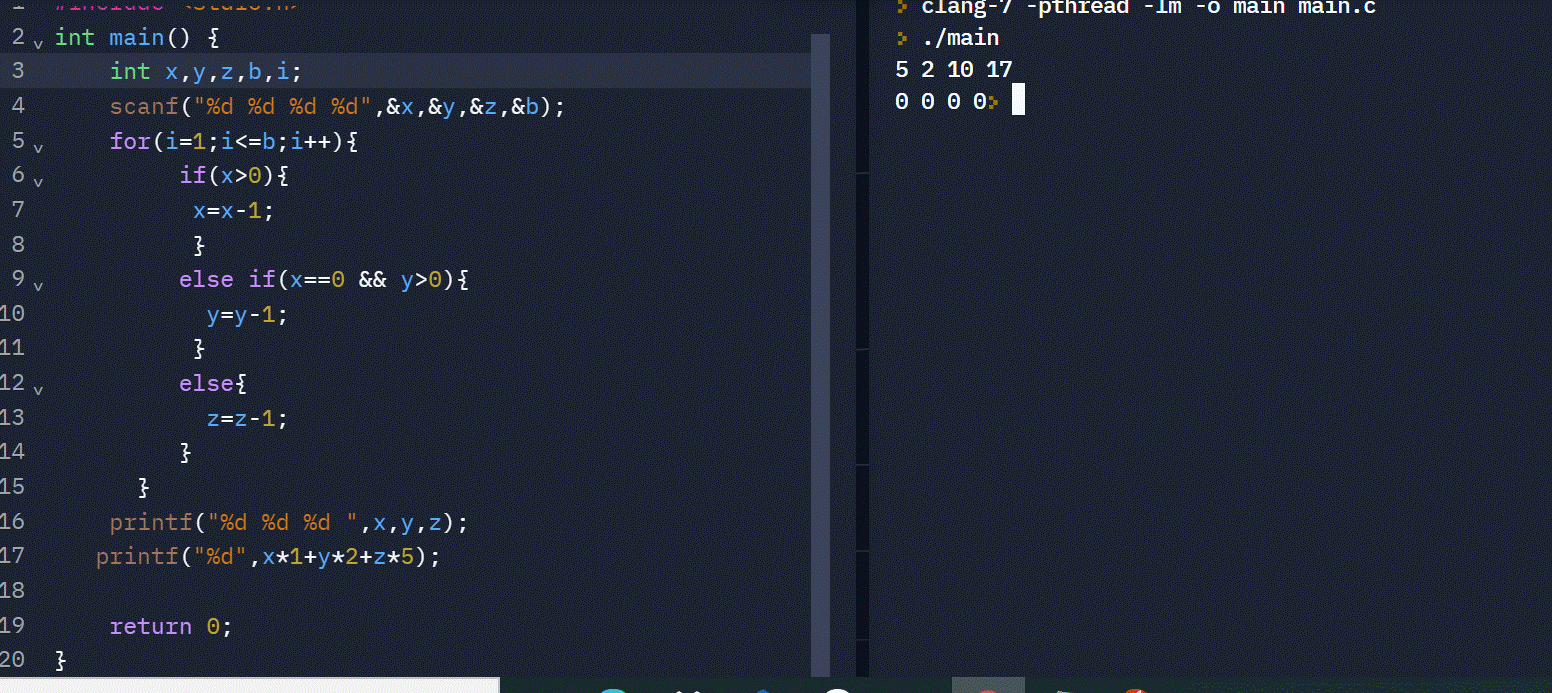 1 #include <stdio.h>
2 int main() {
3 int x,y,z,b,i;
4 scanf("%d %d %d %d",&x,&y,&z,&b);
5 for(i=1;i<=b;i++){
6 if(x>0){
7 x=x-1;
8 }
9 else if(x==0 && y>0){
10 y=y-1;
11 }
12 else{
13 z=z-1;
14 }
15 }
16 printf("%d %d %d ",x,y,z);
17 printf("%d",x*1+y*2+z*5);
18
19 return 0;
20 }
clang-7 -pthread -lm -o main main.c
./main
5 2 10 17
0 0 0 0